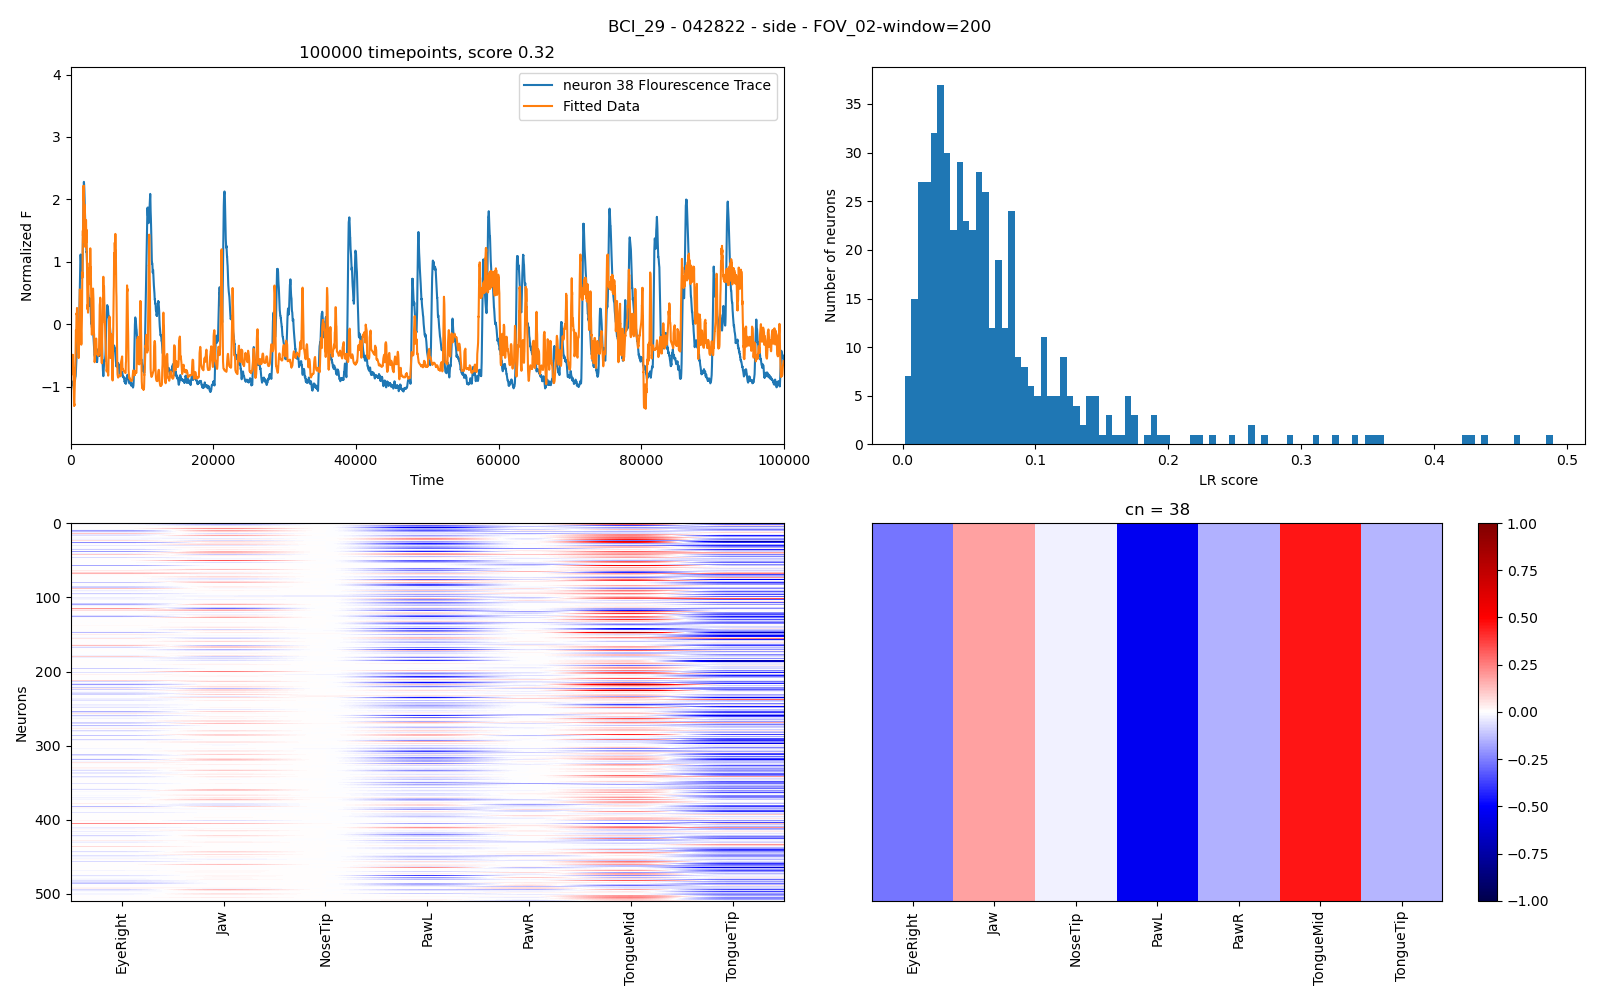 BCI_29 - 042822 - side - FOV_02-window=200
100000 timepoints, score 0.32
neuron 38 Flourescence Trace
Fitted Data
Normalized F
4
3
2
1
0
−1
0 20000 40000 60000 80000 100000
Time
Number of neurons
35
30
25
20
15
10
5
0
0.0 0.1 0.2 0.3 0.4 0.5
LR score
Neurons
0
100
200
300
400
500
EyeRight Jaw NoseTip PawL PawR TongueMid TongueTip
cn = 38
EyeRight Jaw NoseTip PawL PawR TongueMid TongueTip
1.00
0.75
0.50
0.25
0.00
−0.25
−0.50
−0.75
−1.00